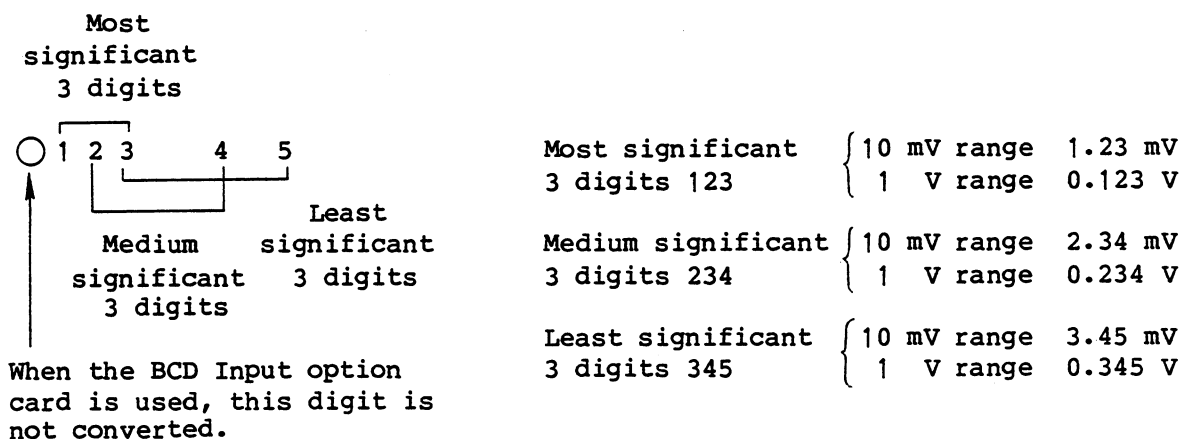 Most
significant
3 digits
1 2 3 4 5
Medium
significant
3 digits
Least
significant
3 digits
When the BCD Input option
card is used, this digit is
not converted.
Most significant 10 mV range 1.23 mV
3 digits 123 1 V range 0.123 V
Medium significant 10 mV range 2.34 mV
3 digits 234 1 V range 0.234 V
Least significant 10 mV range 3.45 mV
3 digits 345 1 V range 0.345 V